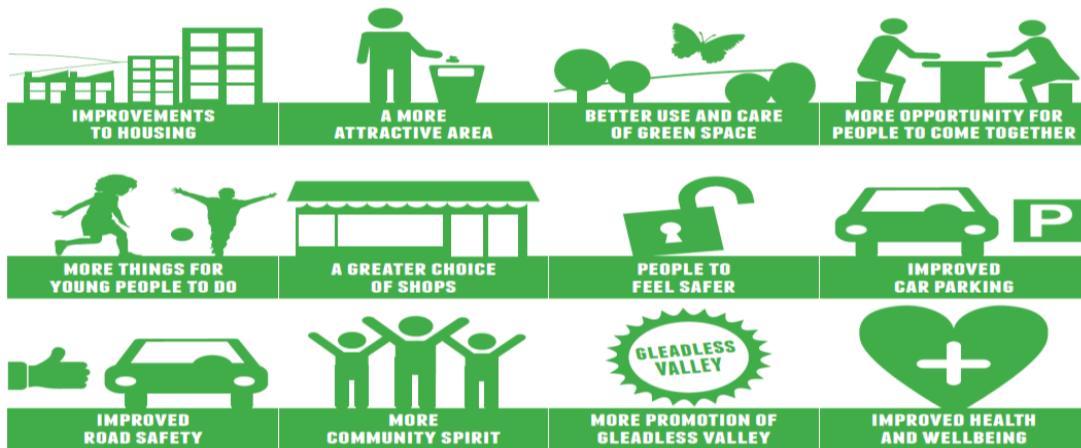 IMPROVEMENTS
TO HOUSING
A MORE
ATTRACTIVE AREA
BETTER USE AND CARE
OF GREEN SPACE
MORE OPPORTUNITY FOR
PEOPLE TO COME TOGETHER
MORE THINGS FOR
YOUNG PEOPLE TO DO
A GREATER CHOICE
OF SHOPS
PEOPLE TO
FEEL SAFER
P
IMPROVED
CAR PARKING
IMPROVED
ROAD SAFETY
MORE
COMMUNITY SPIRIT
GLEADLESS
VALLEY
MORE PROMOTION OF
GLEADLESS VALLEY
IMPROVED HEALTH
AND WELLBEING